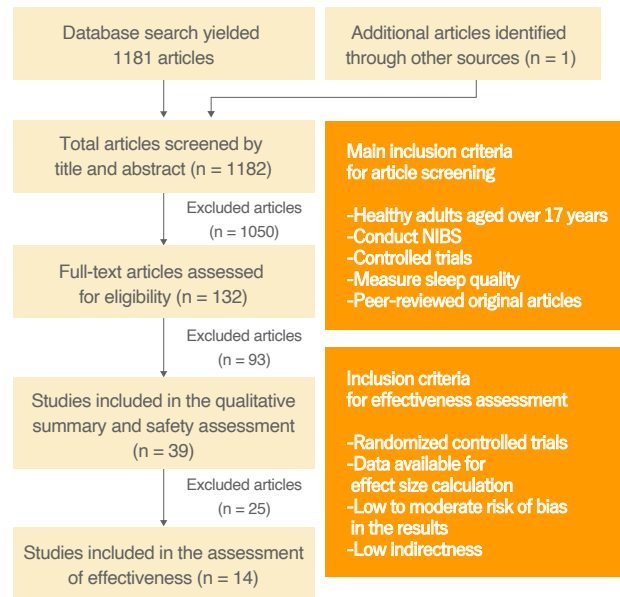 Database search yielded
1181 articles
Additional articles identified
through other sources (n = 1)
Total articles screened by
title and abstract (n = 1182)
Excluded articles
(n = 1050)
Full-text articles assessed
for eligibility (n = 132)
Excluded articles
(n = 93)
Studies included in the qualitative
summary and safety assessment
(n = 39)
Excluded articles
(n = 25)
Studies included in the assessment
of effectiveness (n = 14)
Main inclusion criteria
for article screening
-Healthy adults aged over 17 years
-Conduct NIBS
-Controlled trials
-Measure sleep quality
-Peer-reviewed original articles
Inclusion criteria
for effectiveness assessment
-Randomized controlled trials
-Data available for
effect size calculation
-Low to moderate risk of bias
in the results
-Low indirectness